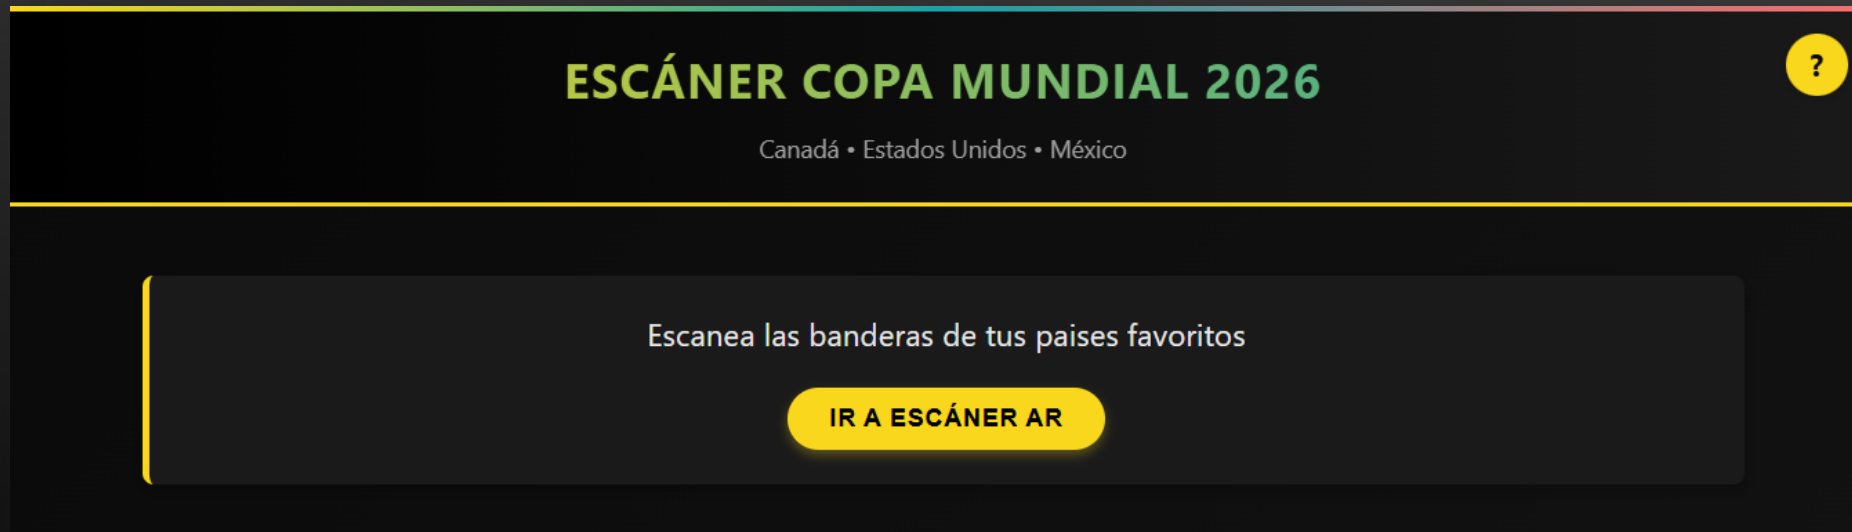 ESCÁNER COPA MUNDIAL 2026
?
Canadá • Estados Unidos • México
Escanea las banderas de tus paises favoritos
IR A ESCÁNER AR